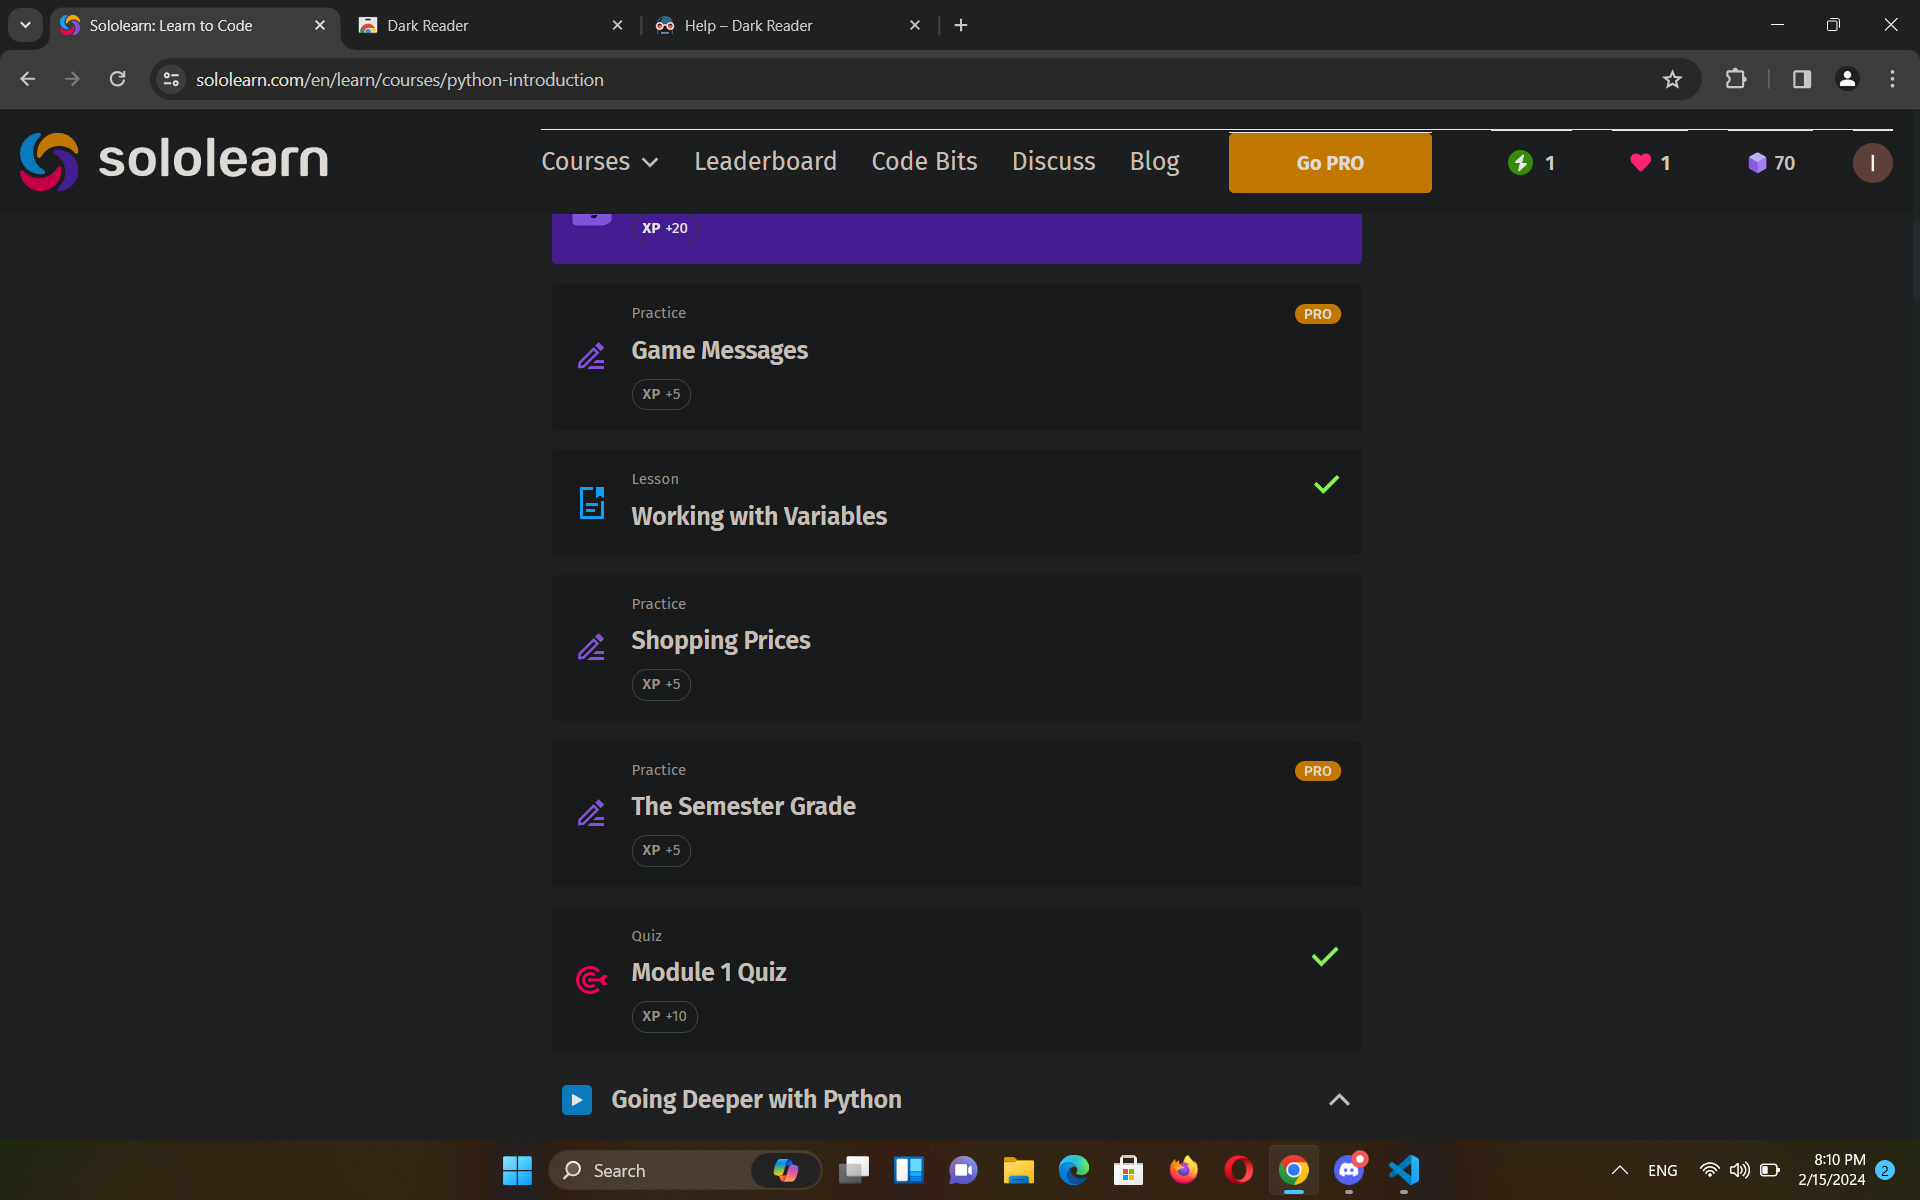 Sololearn: Learn to Code
Dark Reader
Help – Dark Reader
sololearn.com/en/learn/courses/python-introduction
sololearn
Courses
Leaderboard
Code Bits
Discuss
Blog
Go PRO
1
1
70
I
XP +20
Practice
PRO
Game Messages
XP +5
Lesson
Working with Variables
Practice
Shopping Prices
XP +5
Practice
PRO
The Semester Grade
XP +5
Quiz
Module 1 Quiz
XP +10
Going Deeper with Python
Search
ENG
8:10 PM
2/15/2024
2